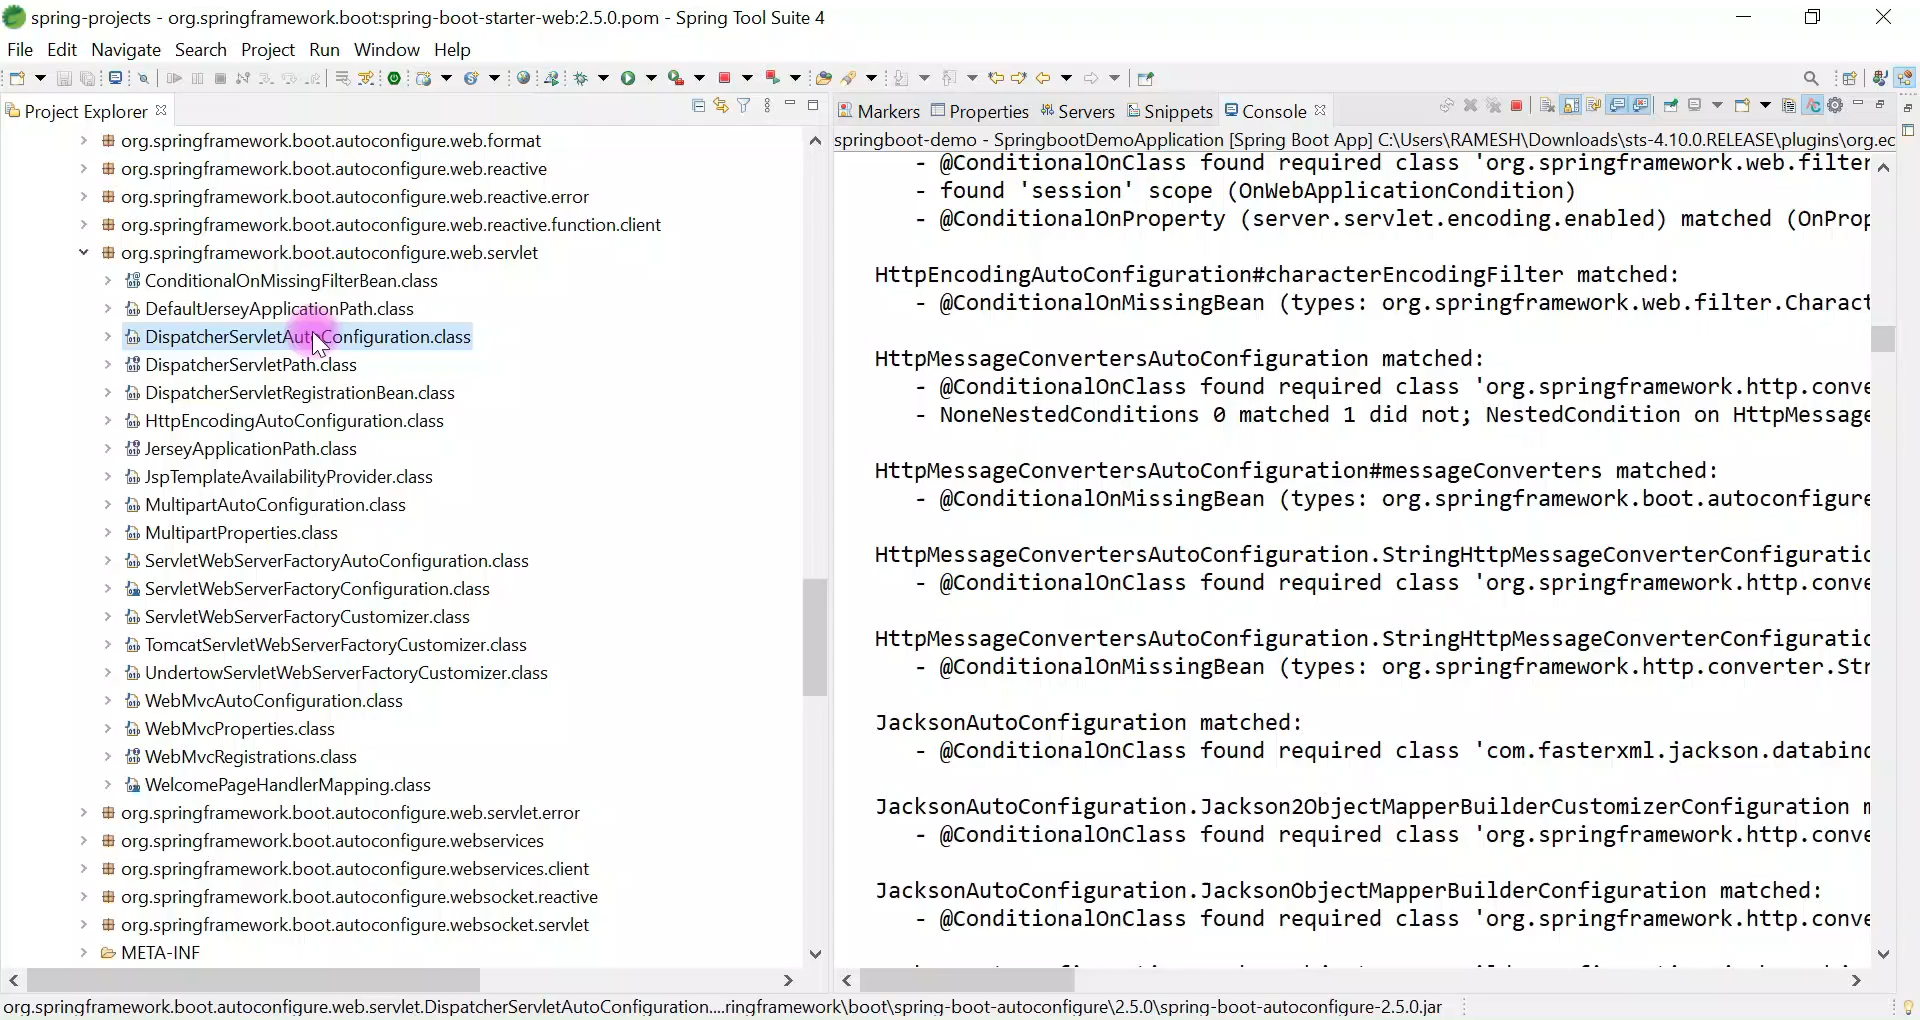 spring-projects - org.springframework.boot:spring-boot-starter-web:2.5.0.pom - Spring Tool Suite 4
File Edit Navigate Search Project Run Window Help
Project Explorer
org.springframework.boot.autoconfigure.web.format
org.springframework.boot.autoconfigure.web.reactive
org.springframework.boot.autoconfigure.web.reactive.error
org.springframework.boot.autoconfigure.web.reactive.function.client
org.springframework.boot.autoconfigure.web.servlet
ConditionalOnMissingFilterBean.class
DefaultJerseyApplicationPath.class
DispatcherServletAutoConfiguration.class
DispatcherServletPath.class
DispatcherServletRegistrationBean.class
HttpEncodingAutoConfiguration.class
JerseyApplicationPath.class
JspTemplateAvailabilityProvider.class
MultipartAutoConfiguration.class
MultipartProperties.class
ServletWebServerFactoryAutoConfiguration.class
ServletWebServerFactoryConfiguration.class
ServletWebServerFactoryCustomizer.class
TomcatServletWebServerFactoryCustomizer.class
UndertowServletWebServerFactoryCustomizer.class
WebMvcAutoConfiguration.class
WebMvcProperties.class
WebMvcRegistrations.class
WelcomePageHandlerMapping.class
org.springframework.boot.autoconfigure.web.servlet.error
org.springframework.boot.autoconfigure.webservices
org.springframework.boot.autoconfigure.webservices.client
org.springframework.boot.autoconfigure.websocket.reactive
org.springframework.boot.autoconfigure.websocket.servlet
META-INF
Markers Properties Servers Snippets Console
springboot-demo - SpringbootDemoApplication [Spring Boot App] C:\Users\RAMESH\Downloads\sts-4.10.0.RELEASE\plugins\org.ec
- @ConditionalOnClass found required class 'org.springframework.web.filter
- found 'session' scope (OnWebApplicationCondition)
- @ConditionalOnProperty (server.servlet.encoding.enabled) matched (OnProp
HttpEncodingAutoConfiguration#characterEncodingFilter matched:
- @ConditionalOnMissingBean (types: org.springframework.web.filter.Charact
HttpMessageConvertersAutoConfiguration matched:
- @ConditionalOnClass found required class 'org.springframework.http.conve
- NoneNestedConditions 0 matched 1 did not; NestedCondition on HttpMessage
HttpMessageConvertersAutoConfiguration#messageConverters matched:
- @ConditionalOnMissingBean (types: org.springframework.boot.autoconfigure
HttpMessageConvertersAutoConfiguration.StringHttpMessageConverterConfiguratio
- @ConditionalOnClass found required class 'org.springframework.http.conve
HttpMessageConvertersAutoConfiguration.StringHttpMessageConverterConfiguratio
- @ConditionalOnMissingBean (types: org.springframework.http.converter.Str
JacksonAutoConfiguration matched:
- @ConditionalOnClass found required class 'com.fasterxml.jackson.databind
JacksonAutoConfiguration.Jackson2ObjectMapperBuilderCustomizerConfiguration m
- @ConditionalOnClass found required class 'org.springframework.http.conve
JacksonAutoConfiguration.JacksonObjectMapperBuilderConfiguration matched:
- @ConditionalOnClass found required class 'org.springframework.http.conve
org.springframework.boot.autoconfigure.web.servlet.DispatcherServletAutoConfiguration....ringframework\boot\spring-boot-autoconfigure\2.5.0\spring-boot-autoconfigure-2.5.0.jar